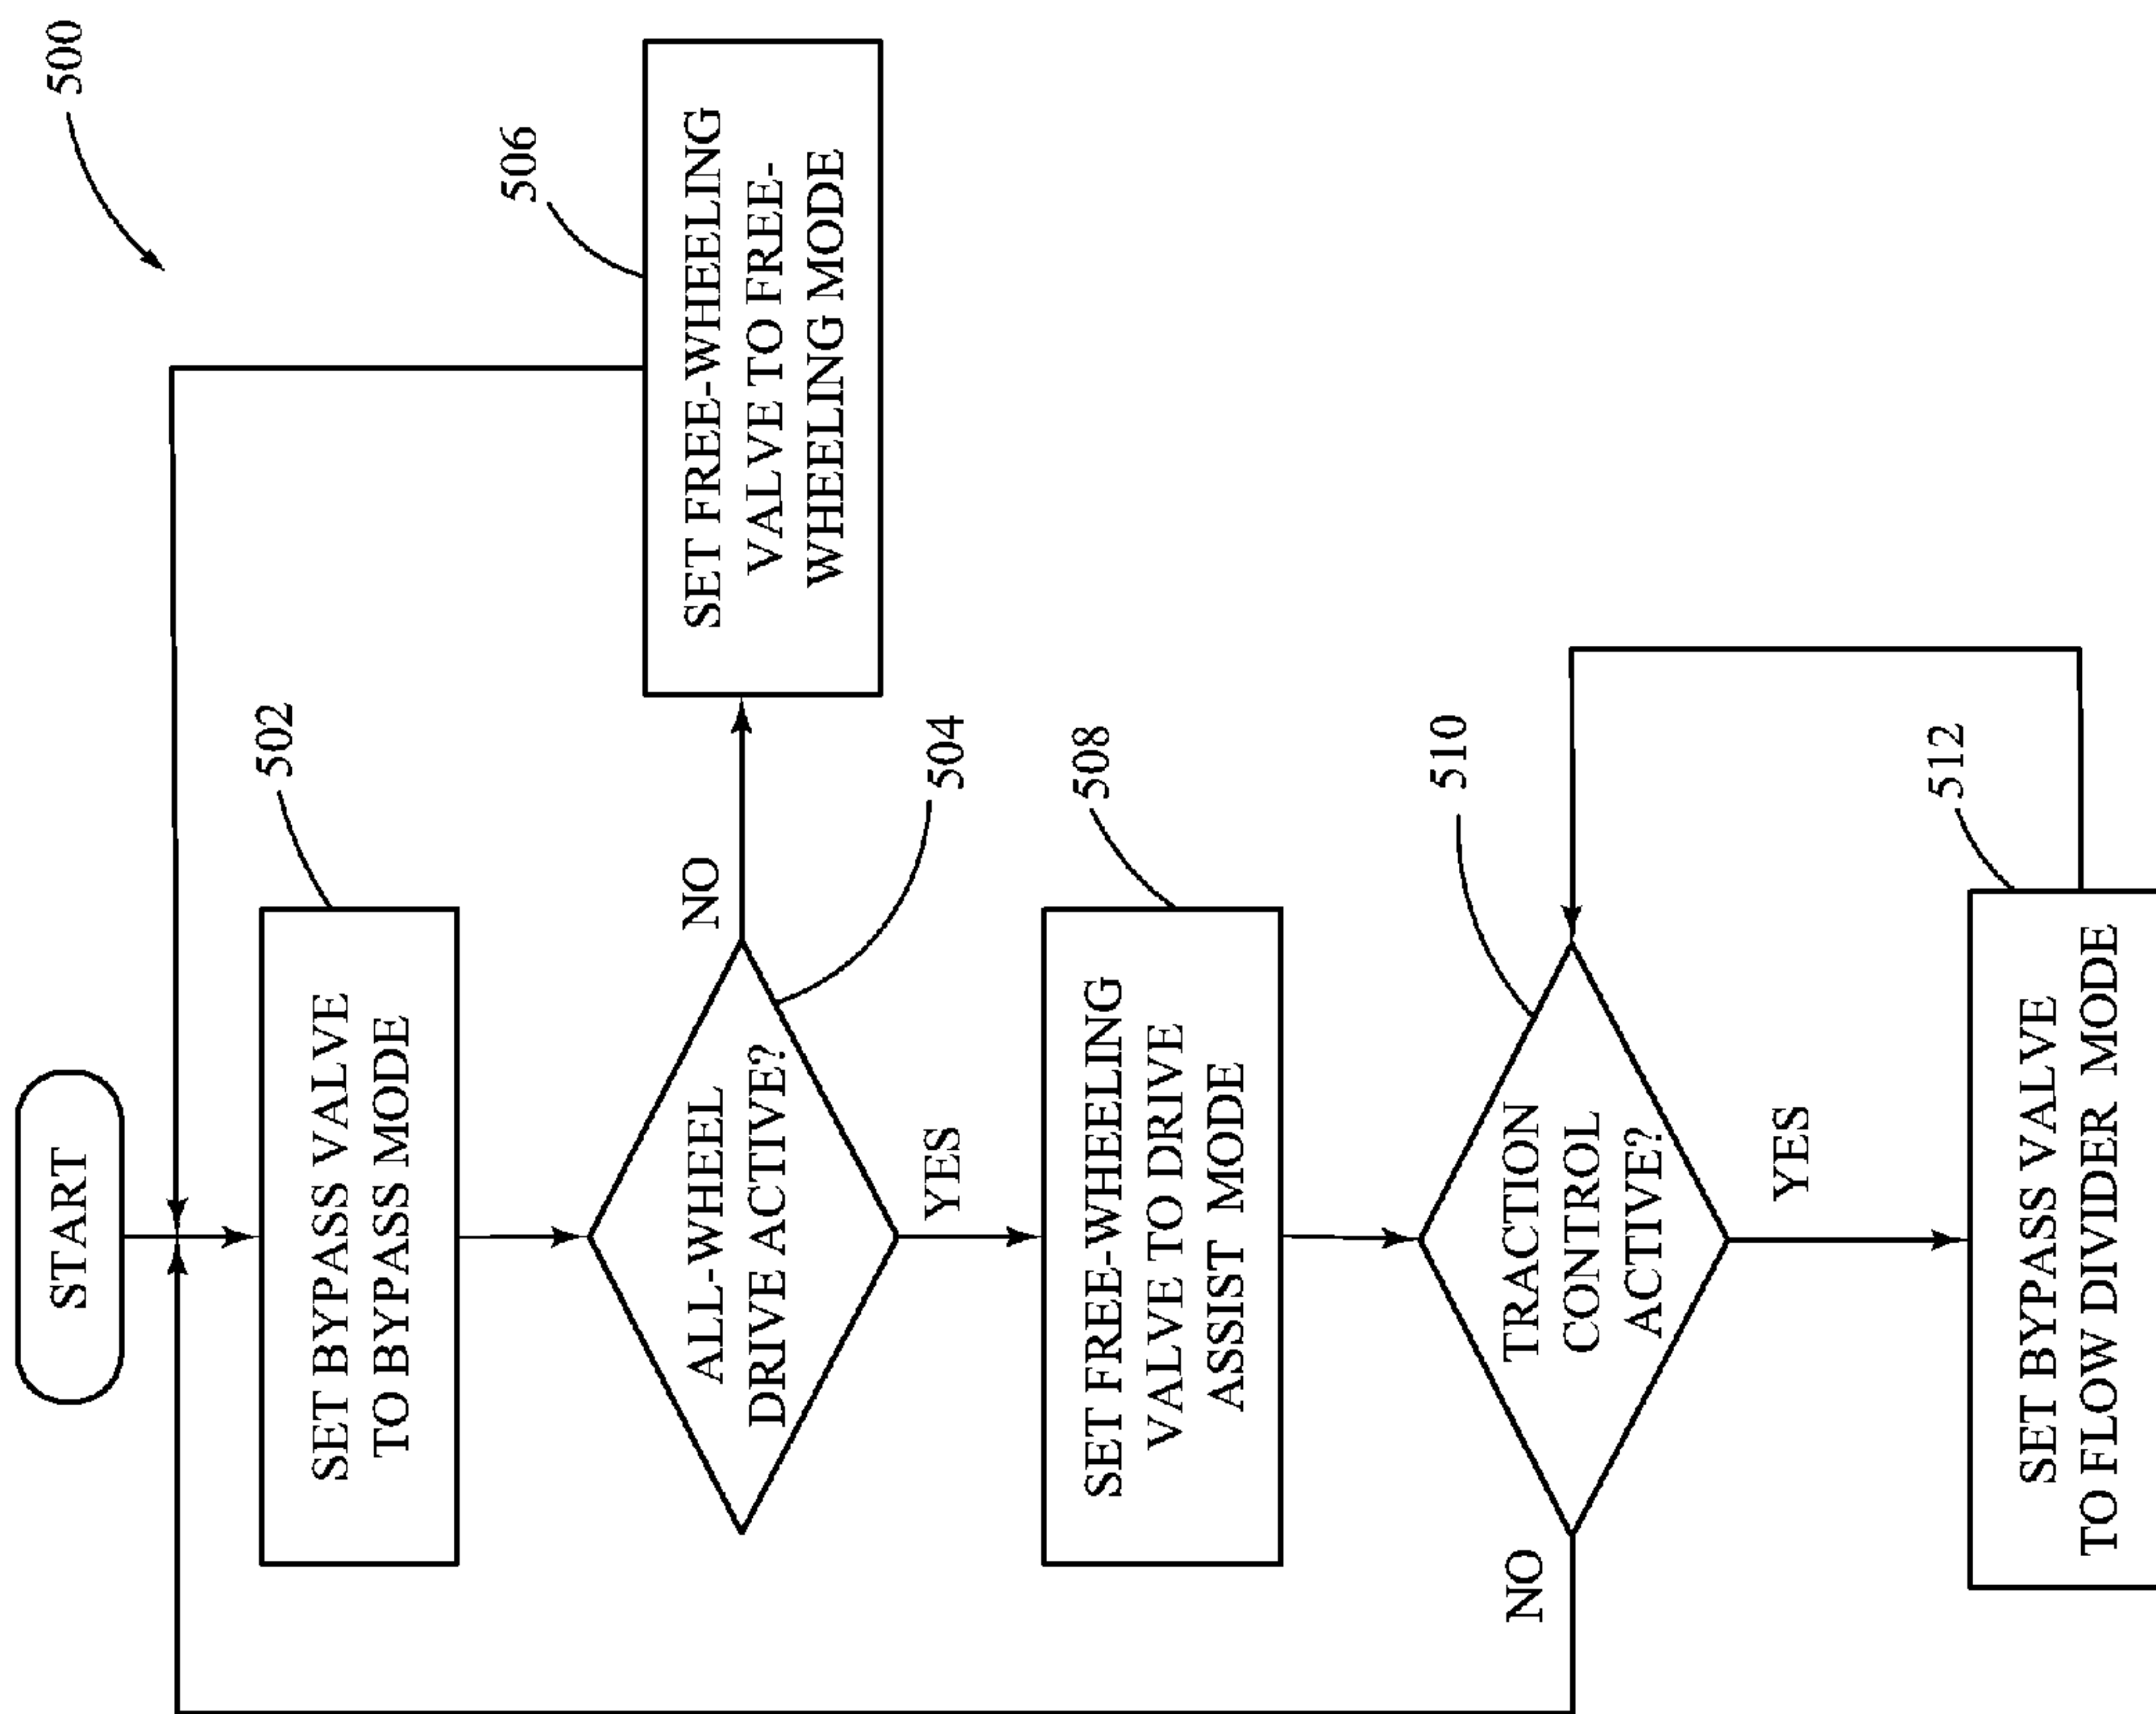 500
START
502
SET BYPASS VALVE
TO BYPASS MODE
504
ALL-WHEEL
DRIVE ACTIVE?
NO
506
SET FREE-WHEELING
VALVE TO FREE-
WHEELING MODE
YES
508
SET FREE-WHEELING
VALVE TO DRIVE
ASSIST MODE
510
TRACTION
CONTROL
ACTIVE?
NO
YES
512
SET BYPASS VALVE
TO FLOW DIVIDER MODE